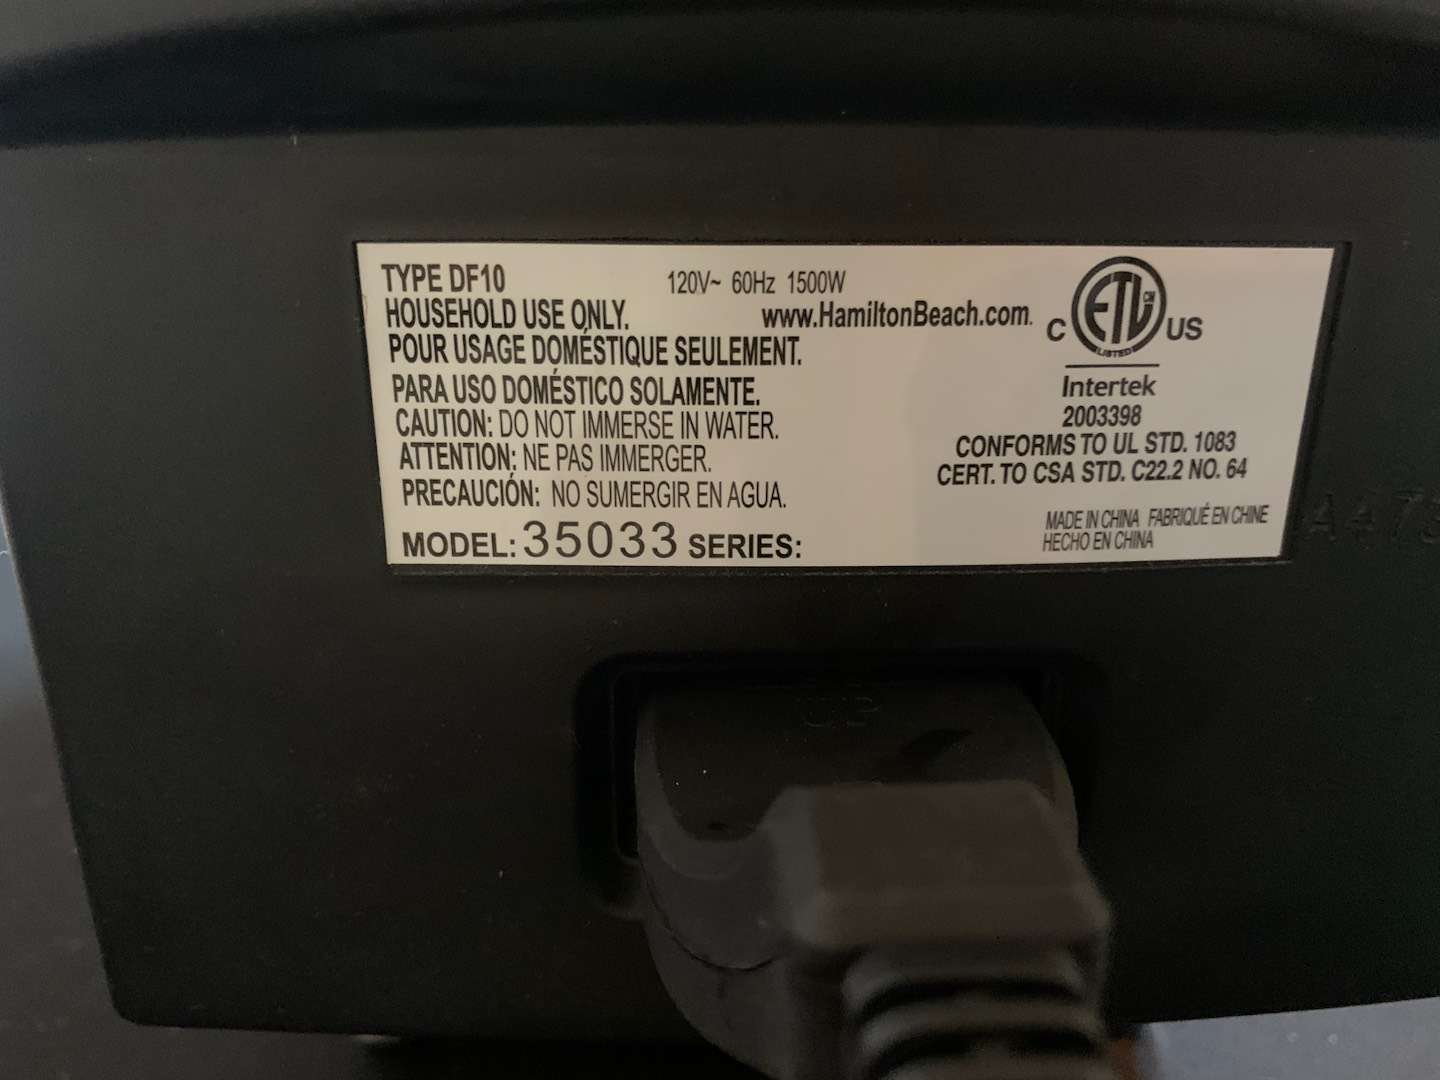 TYPE DF10 120V~ 60Hz 1500W
HOUSEHOLD USE ONLY. www.HamiltonBeach.com.
POUR USAGE DOMÉSTIQUE SEULEMENT.
PARA USO DOMÉSTICO SOLAMENTE.
CAUTION: DO NOT IMMERSE IN WATER.
ATTENTION: NE PAS IMMERGER.
PRECAUCIÓN: NO SUMERGIR EN AGUA.
MODEL: 35033 SERIES:
C ETL CM US
LISTED
Intertek
2003398
CONFORMS TO UL STD. 1083
CERT. TO CSA STD. C22.2 NO. 64
MADE IN CHINA FABRIQUÉ EN CHINE
HECHO EN CHINA
UP